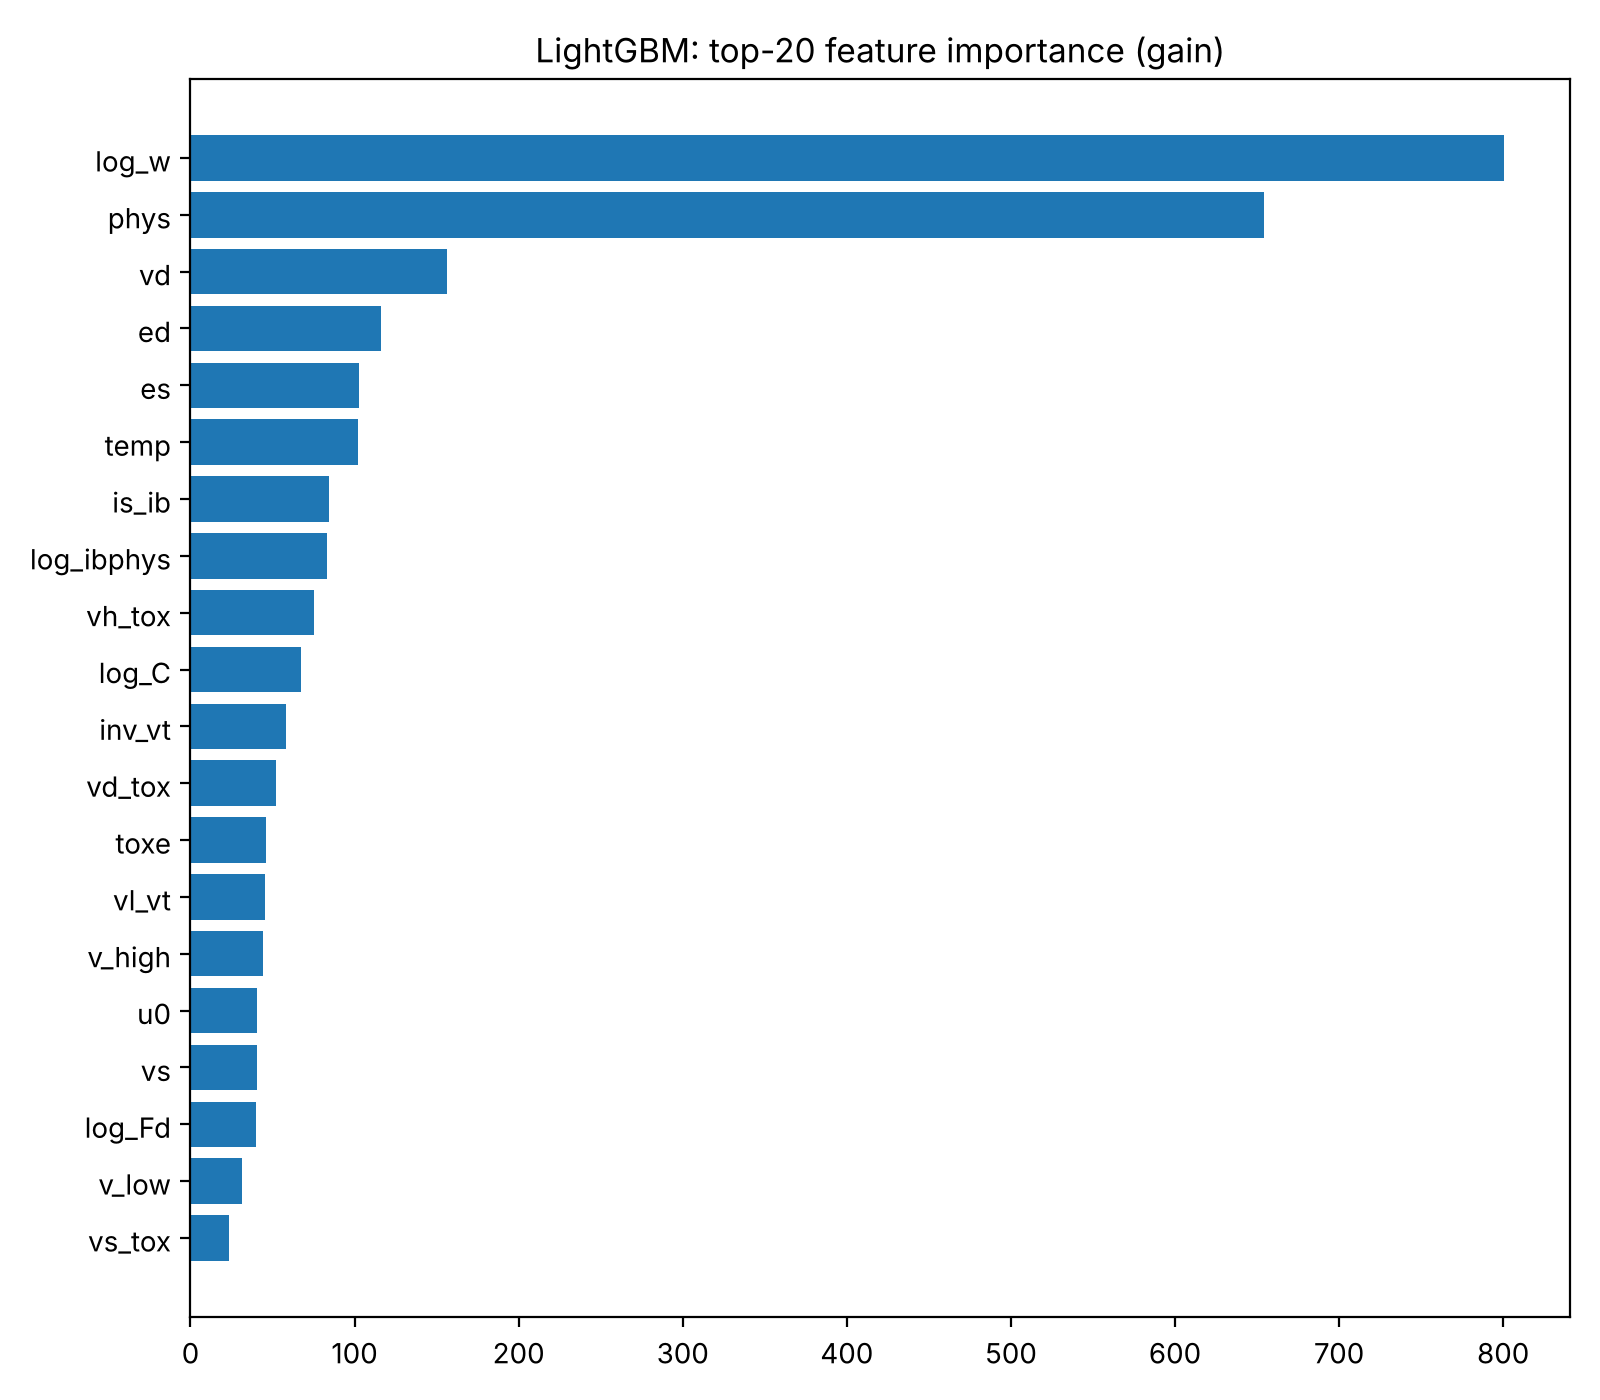 LightGBM: top-20 feature importance (gain)
log_w
phys
vd
ed
es
temp
is_ib
log_ibphys
vh_tox
log_C
inv_vt
vd_tox
toxe
vl_vt
v_high
u0
vs
log_Fd
v_low
vs_tox
0 100 200 300 400 500 600 700 800